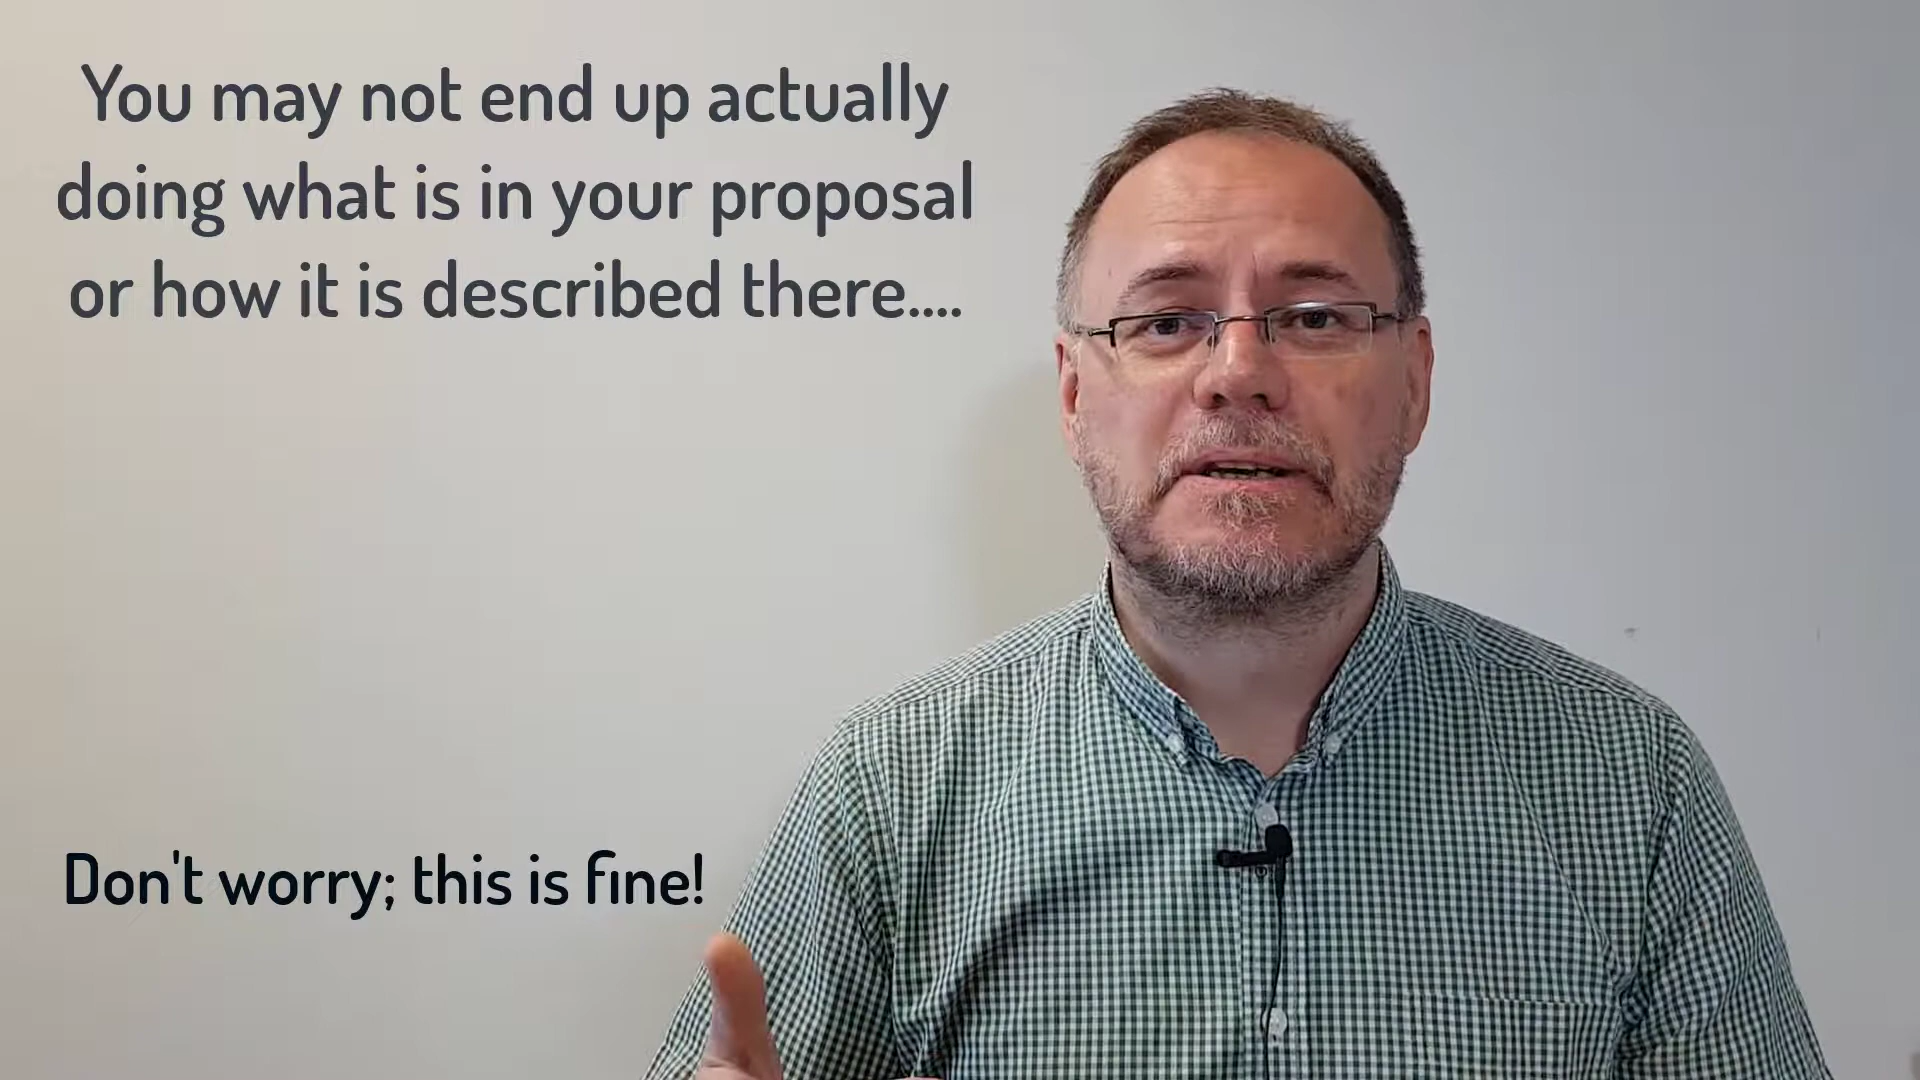 You may not end up actually
doing what is in your proposal
or how it is described there....
Don't worry; this is fine!